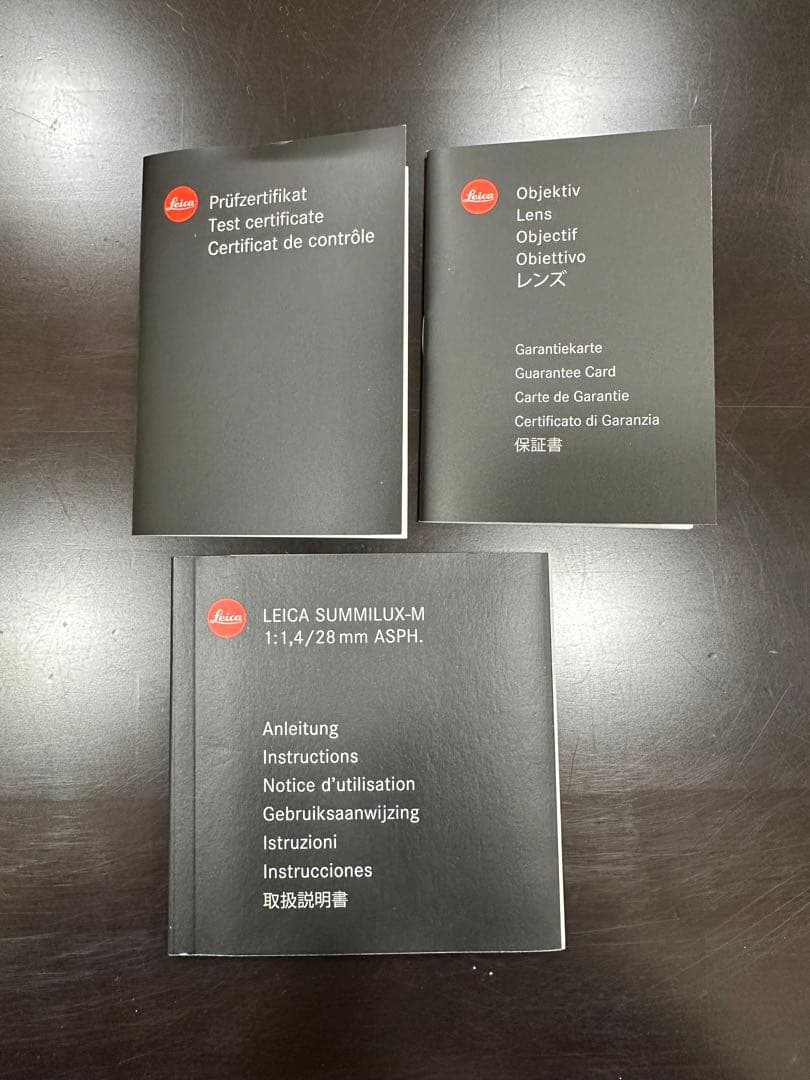 Leica
Prüfzertifikat
Test certificate
Certificat de contrôle
Leica
Objektiv
Lens
Objectif
Obiettivo
レンズ
Garantiekarte
Guarantee Card
Carte de Garantie
Certificato di Garanzia
保証書
Leica
LEICA SUMMILUX-M
1:1,4/28 mm ASPH.
Anleitung
Instructions
Notice d'utilisation
Gebruiksaanwijzing
Istruzioni
Instrucciones
取扱説明書